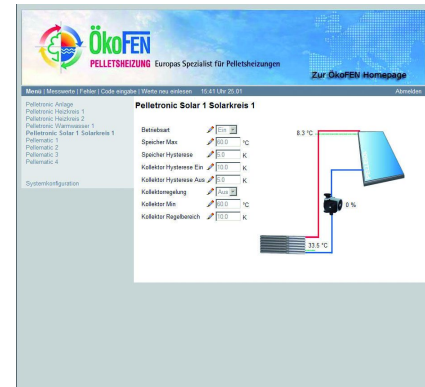 ÖkoFEN
PELLETSHEIZUNG Europas Spezialist für Pelletsheizungen
Zur ÖkoFEN Homepage
Menü | Messwerte | Fehler | Code eingabe | Werte neu einlesen 15:41 Uhr 25.01 Abmelden
Pelletronic Anlage
Pelletronic Heizkreis 1
Pelletronic Heizkreis 2
Pelletronic Warmwasser 1
Pelletronic Solar 1 Solarkreis 1
Pellematic 1
Pellematic 2
Pellematic 3
Pellematic 4
Systemkonfiguration
Pelletronic Solar 1 Solarkreis 1
Betriebsart Ein
Speicher Max 60.0 °C
Speicher Hysterese 5.0 K
Kollektor Hysterese Ein 10.0 K
Kollektor Hysterese Aus 5.0 K
Kollektorregelung Aus
Kollektor Min 60.0 °C
Kollektor Regelbereich 10.0 K
8.3 °C
0 %
33.5 °C